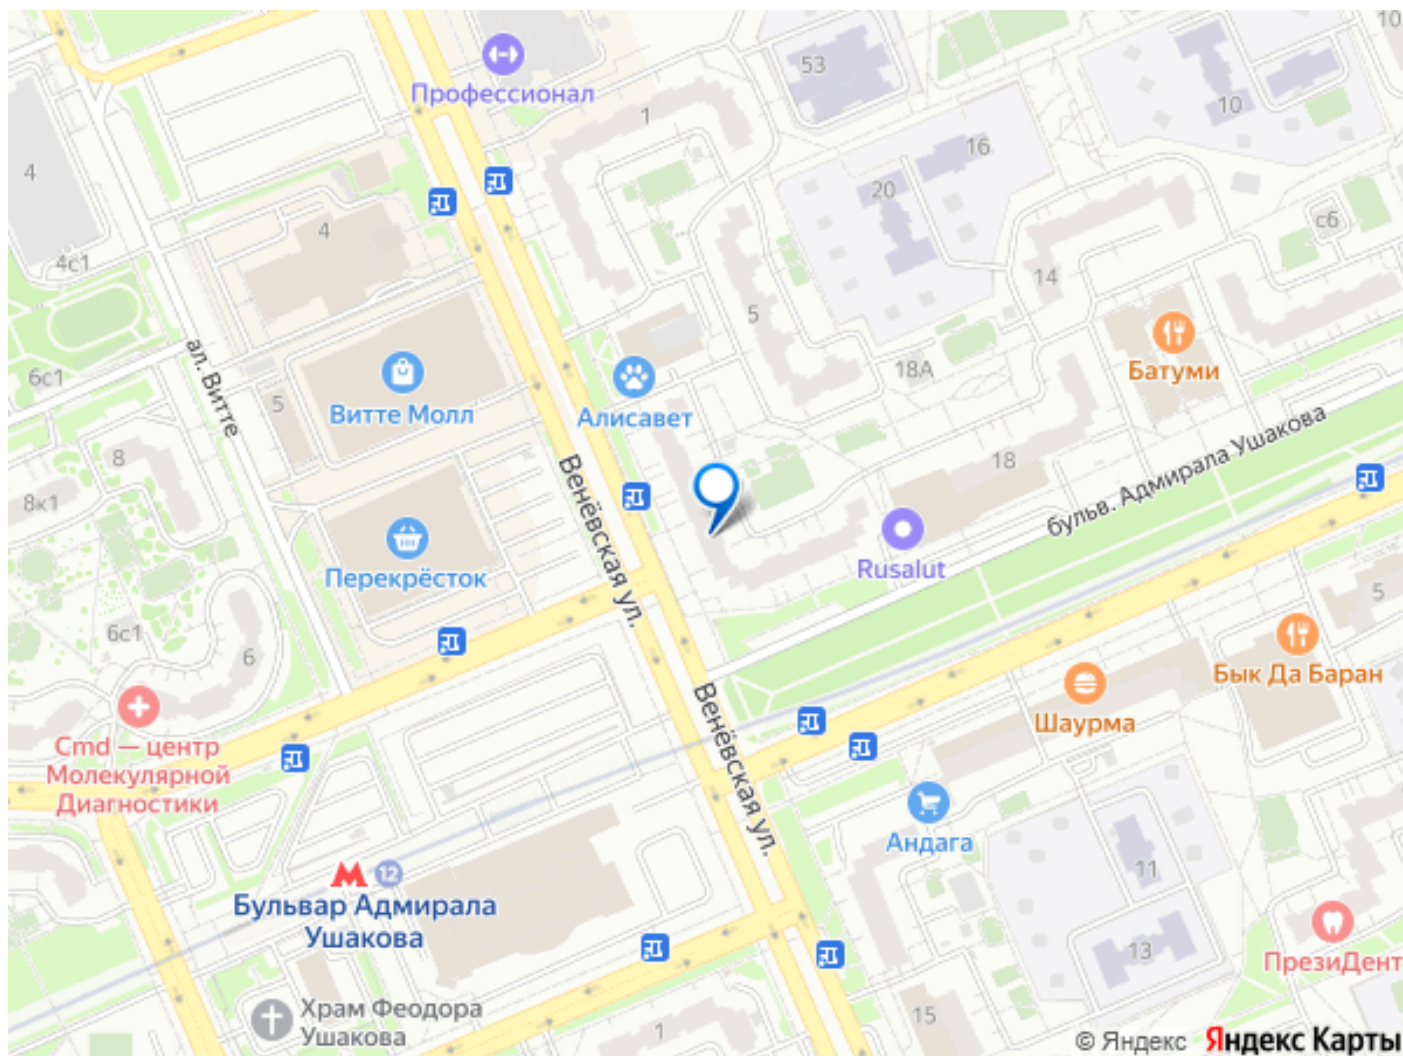 10
Профессионал
53
1
10
16
4
20
4
сб
4с1
14
5
ал. Витте
6с1
18А
Батуми
5
Витте Молл
Алисавет
бульв. Адмирала Ушакова
8
18
8к1
Венёвская ул.
Перекрёсток
Rusalut
5
6с1
6
Бык Да Баран
Венёвская ул.
Шаурма
Cmd — центр
Молекулярной
Диагностики
Андага
11
М 12
Бульвар Адмирала
Ушакова
13
ПрезиДент
Храм Феодора
Ушакова
15
1
© Яндекс Яндекс Карты